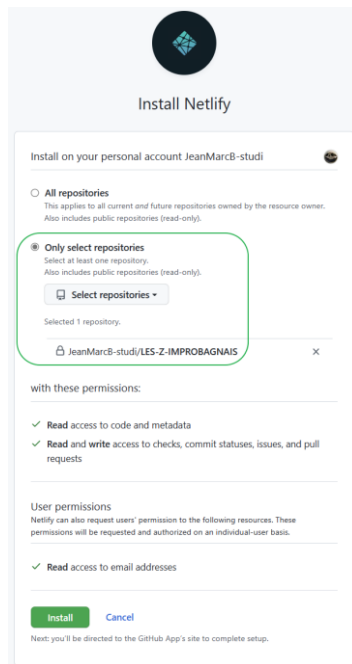 Install Netlify
Install on your personal account JeanMarcB-studi
All repositories
This applies to all current and future repositories owned by the resource owner.
Also includes public repositories (read-only).
Only select repositories
Select at least one repository.
Also includes public repositories (read-only).
Select repositories
Selected 1 repository.
JeanMarcB-studi/LES-Z-IMPROBAGNAIS
with these permissions:
Read access to code and metadata
Read and write access to checks, commit statuses, issues, and pull
requests
User permissions
Netlify can also request users' permission to the following resources. These
permissions will be requested and authorized on an individual-user basis.
Read access to email addresses
Install Cancel
Next: you'll be directed to the GitHub App's site to complete setup.